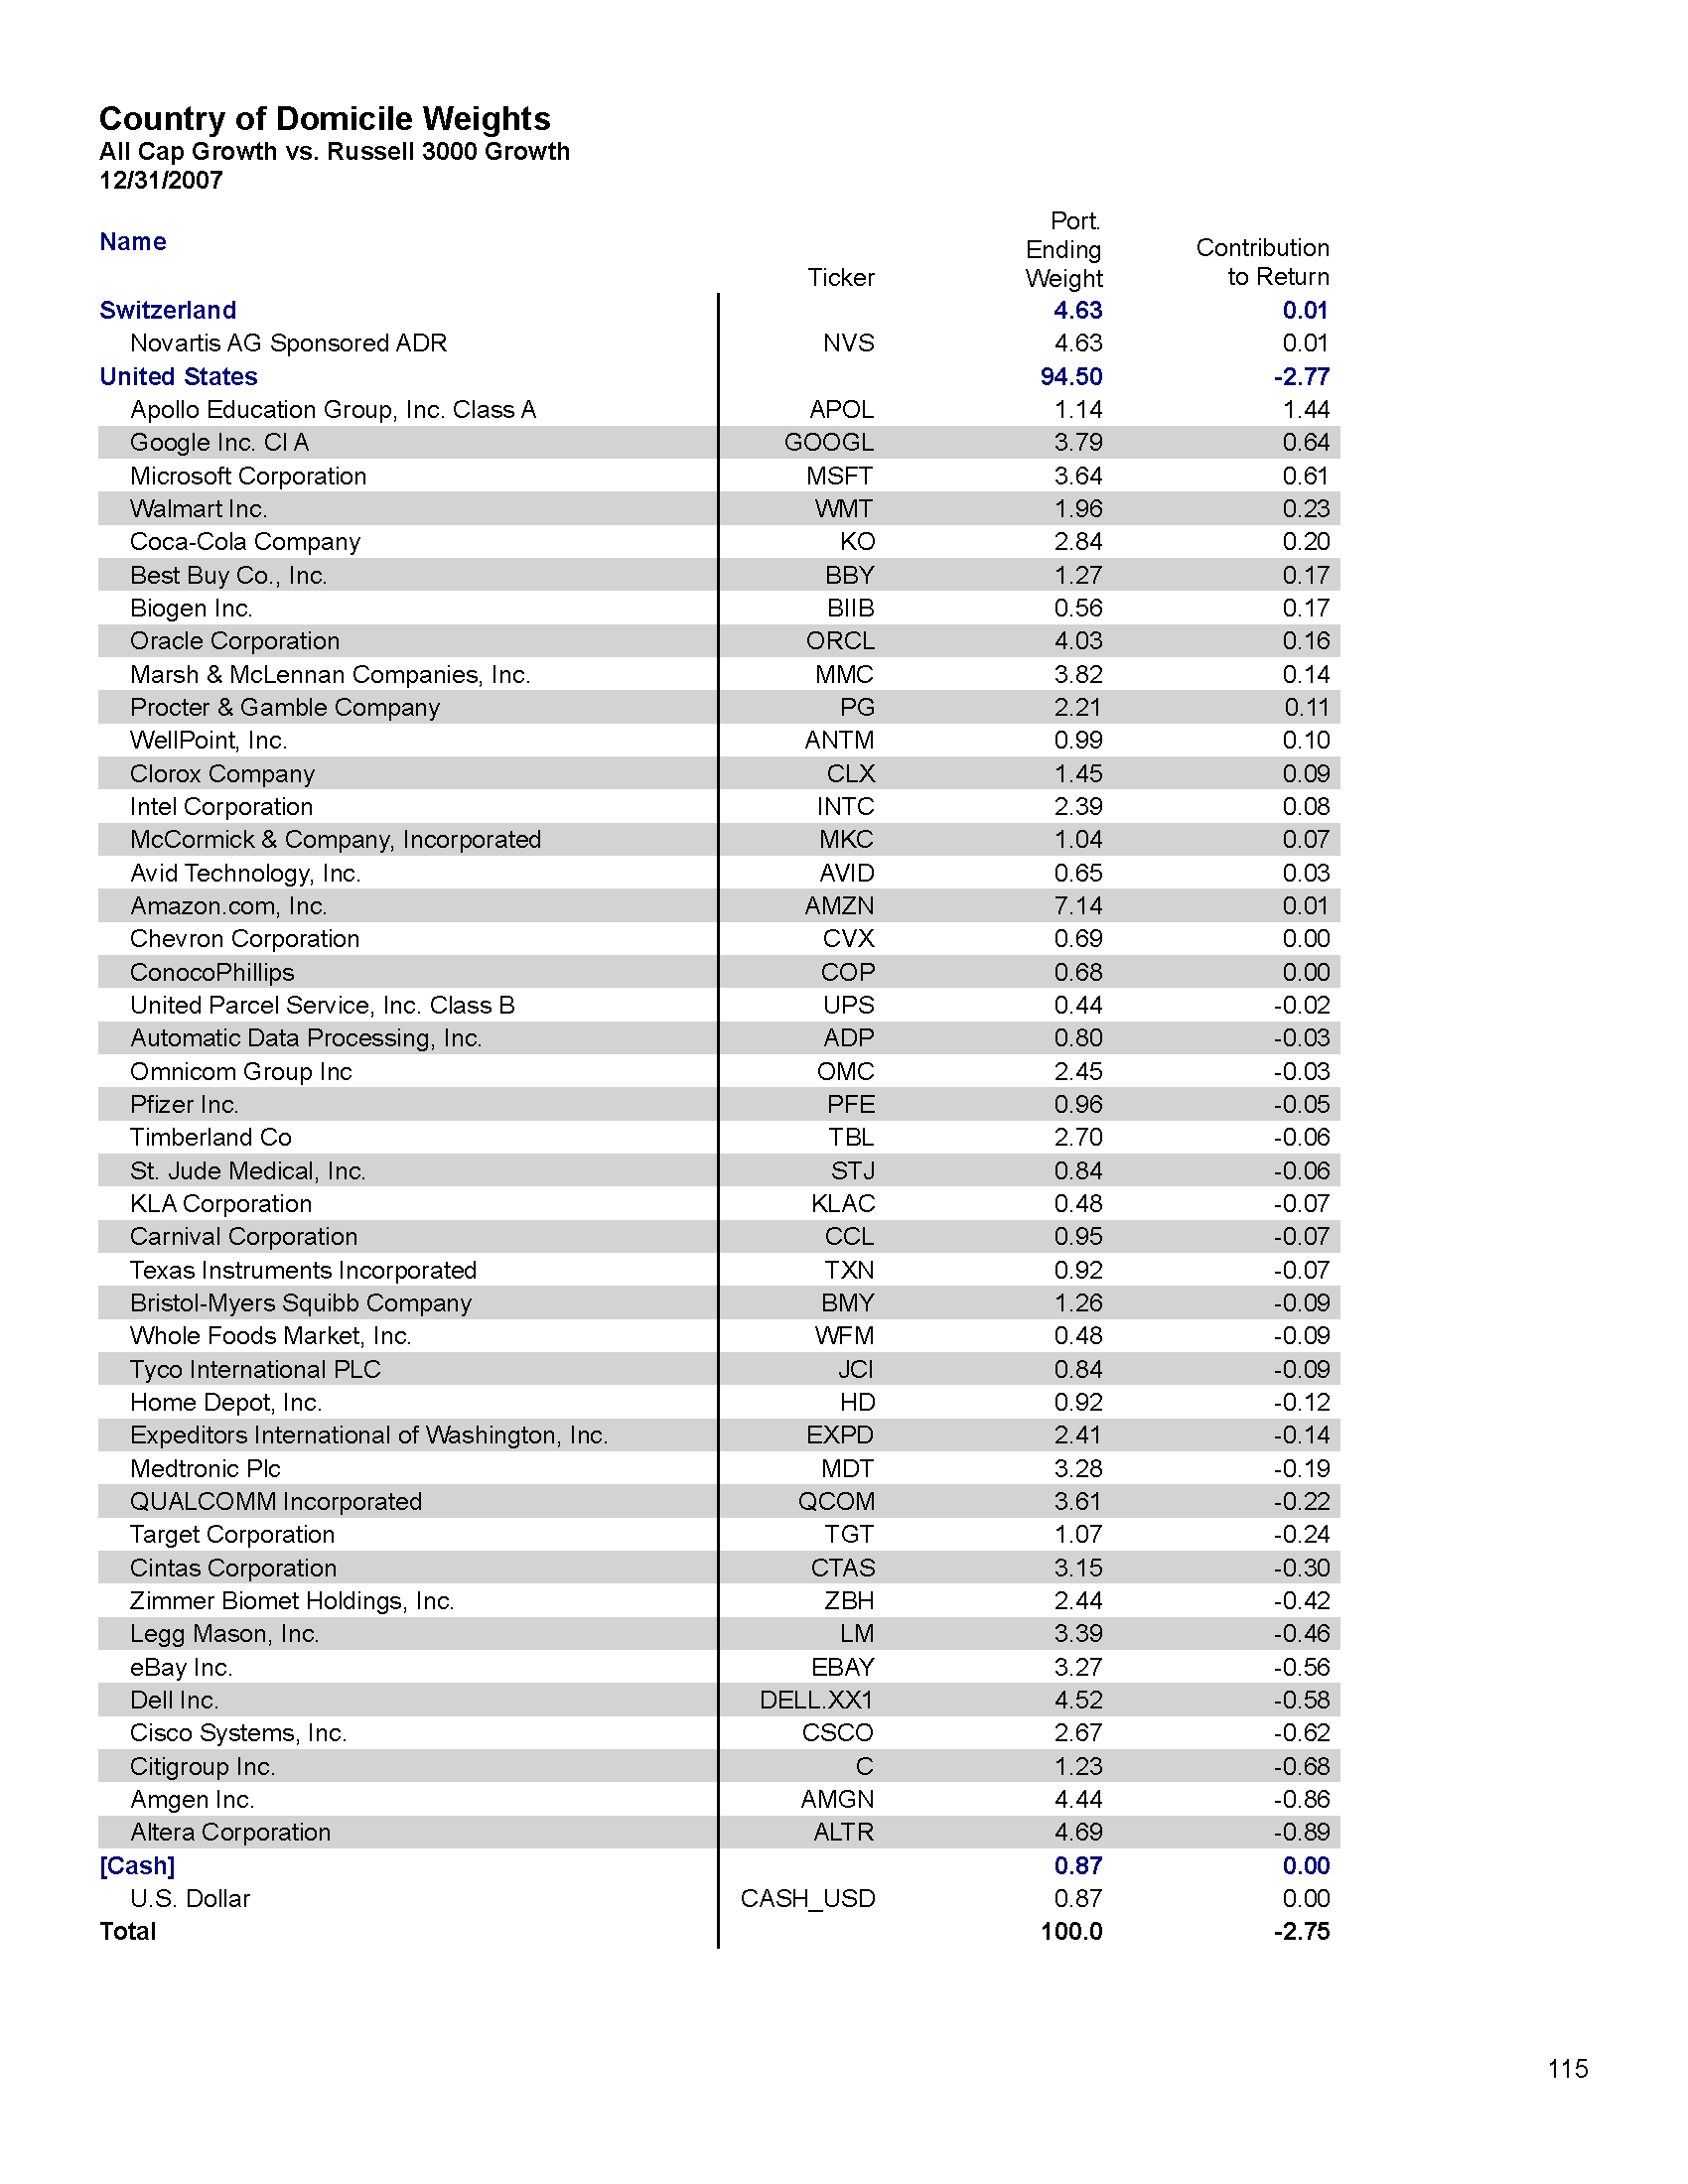 Country of Domicile Weights
All Cap Growth vs. Russell 3000 Growth
12/31/2007
Name Ticker Port. Ending Weight Contribution to Return
Switzerland 4.63 0.01
Novartis AG Sponsored ADR NVS 4.63 0.01
United States 94.50 -2.77
Apollo Education Group, Inc. Class A APOL 1.14 1.44
Google Inc. Cl A GOOGL 3.79 0.64
Microsoft Corporation MSFT 3.64 0.61
Walmart Inc. WMT 1.96 0.23
Coca-Cola Company KO 2.84 0.20
Best Buy Co., Inc. BBY 1.27 0.17
Biogen Inc. BIIB 0.56 0.17
Oracle Corporation ORCL 4.03 0.16
Marsh & McLennan Companies, Inc. MMC 3.82 0.14
Procter & Gamble Company PG 2.21 0.11
WellPoint, Inc. ANTM 0.99 0.10
Clorox Company CLX 1.45 0.09
Intel Corporation INTC 2.39 0.08
McCormick & Company, Incorporated MKC 1.04 0.07
Avid Technology, Inc. AVID 0.65 0.03
Amazon.com, Inc. AMZN 7.14 0.01
Chevron Corporation CVX 0.69 0.00
ConocoPhillips COP 0.68 0.00
United Parcel Service, Inc. Class B UPS 0.44 -0.02
Automatic Data Processing, Inc. ADP 0.80 -0.03
Omnicom Group Inc OMC 2.45 -0.03
Pfizer Inc. PFE 0.96 -0.05
Timberland Co TBL 2.70 -0.06
St. Jude Medical, Inc. STJ 0.84 -0.06
KLA Corporation KLAC 0.48 -0.07
Carnival Corporation CCL 0.95 -0.07
Texas Instruments Incorporated TXN 0.92 -0.07
Bristol-Myers Squibb Company BMY 1.26 -0.09
Whole Foods Market, Inc. WFM 0.48 -0.09
Tyco International PLC JCI 0.84 -0.09
Home Depot, Inc. HD 0.92 -0.12
Expeditors International of Washington, Inc. EXPD 2.41 -0.14
Medtronic Plc MDT 3.28 -0.19
QUALCOMM Incorporated QCOM 3.61 -0.22
Target Corporation TGT 1.07 -0.24
Cintas Corporation CTAS 3.15 -0.30
Zimmer Biomet Holdings, Inc. ZBH 2.44 -0.42
Legg Mason, Inc. LM 3.39 -0.46
eBay Inc. EBAY 3.27 -0.56
Dell Inc. DELL.XX1 4.52 -0.58
Cisco Systems, Inc. CSCO 2.67 -0.62
Citigroup Inc. C 1.23 -0.68
Amgen Inc. AMGN 4.44 -0.86
Altera Corporation ALTR 4.69 -0.89
[Cash] 0.87 0.00
U.S. Dollar CASH_USD 0.87 0.00
Total 100.0 -2.75
115